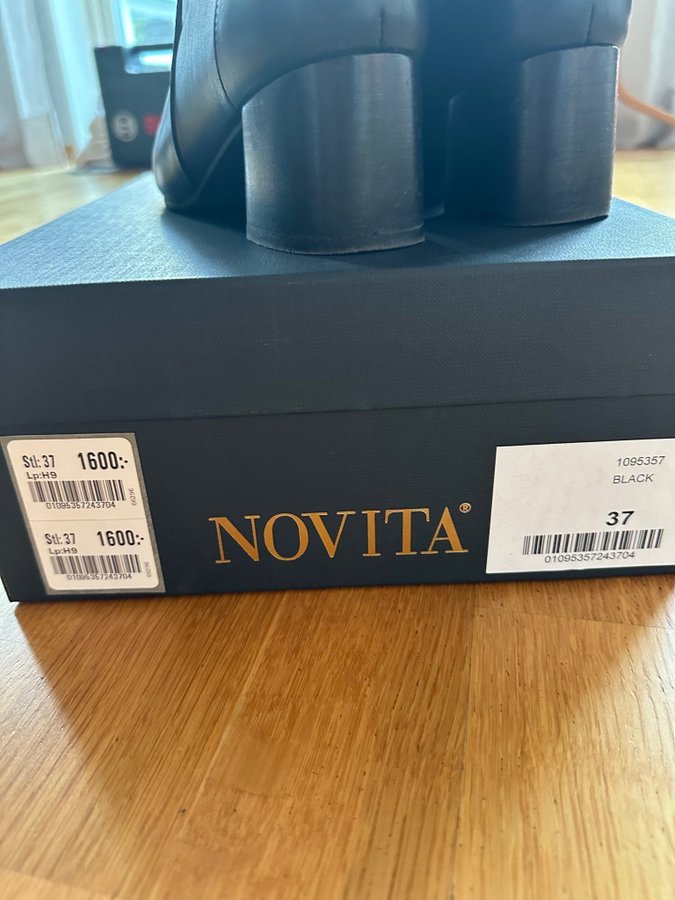 Stl: 37 1600:-
Lp:H9
01095357243704
Stl: 37 1600:-
Lp:H9
01095357243704
NOVITA®
1095357
BLACK
37
01095357243704